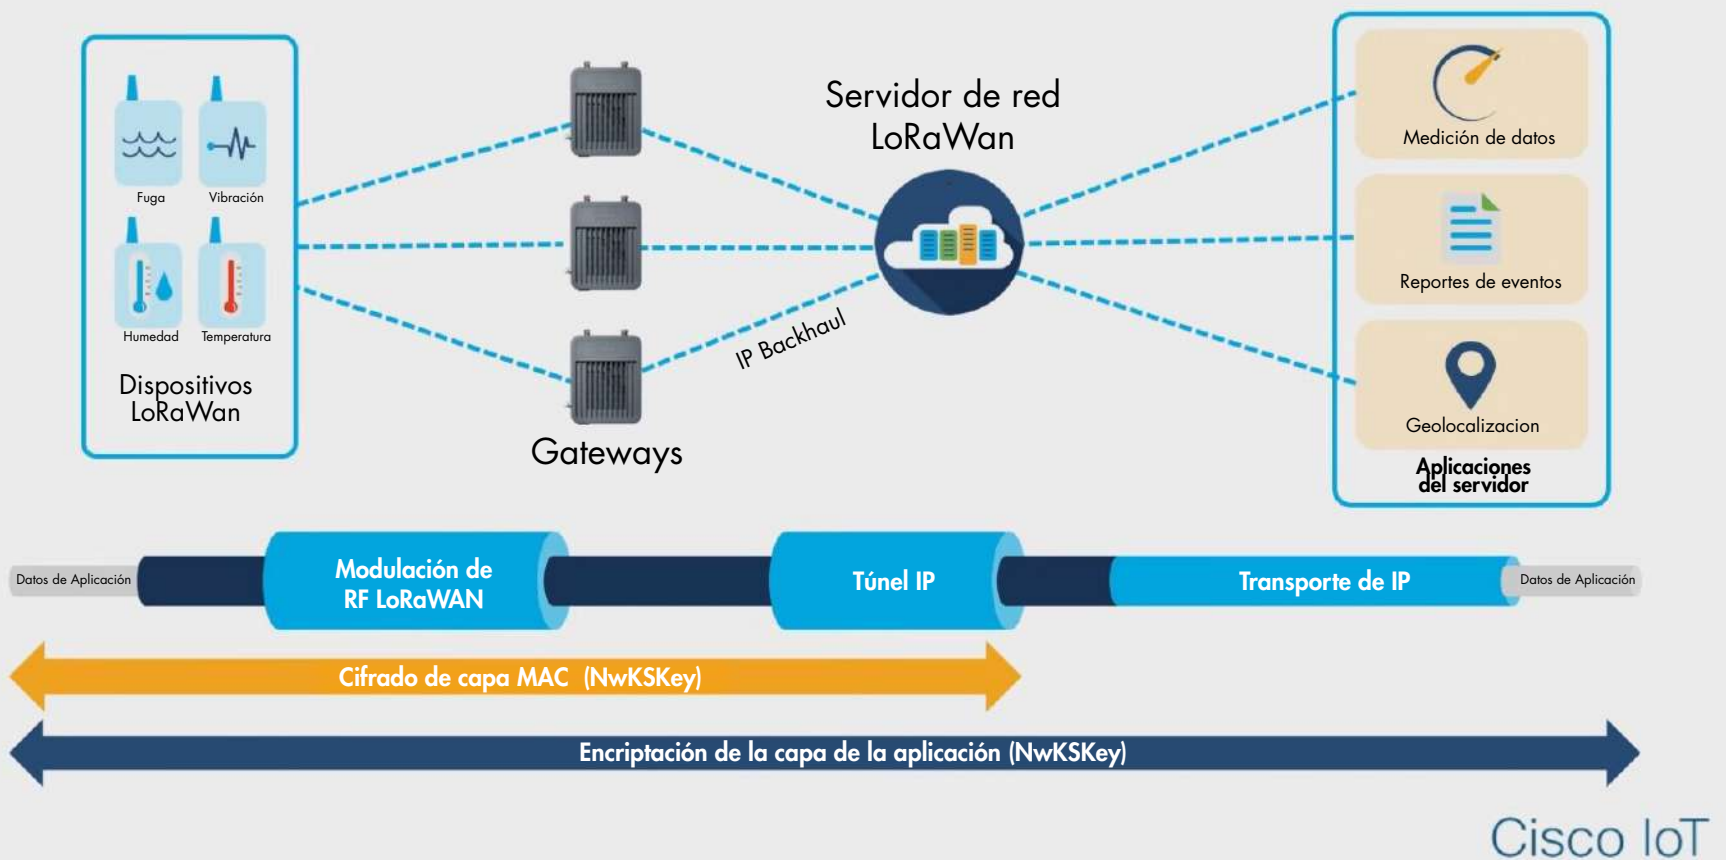 Servidor de red
LoRaWan
Fuga
Vibración
Humedad
Temperatura
Dispositivos
LoRaWan
Gateways
IP Backhaul
Medición de datos
Reportes de eventos
Geolocalizacion
Aplicaciones
del servidor
Datos de Aplicación
Modulación de
RF LoRaWAN
Túnel IP
Transporte de IP
Datos de Aplicación
Cifrado de capa MAC (NwKSKey)
Encriptación de la capa de la aplicación (NwKSKey)
Cisco IoT